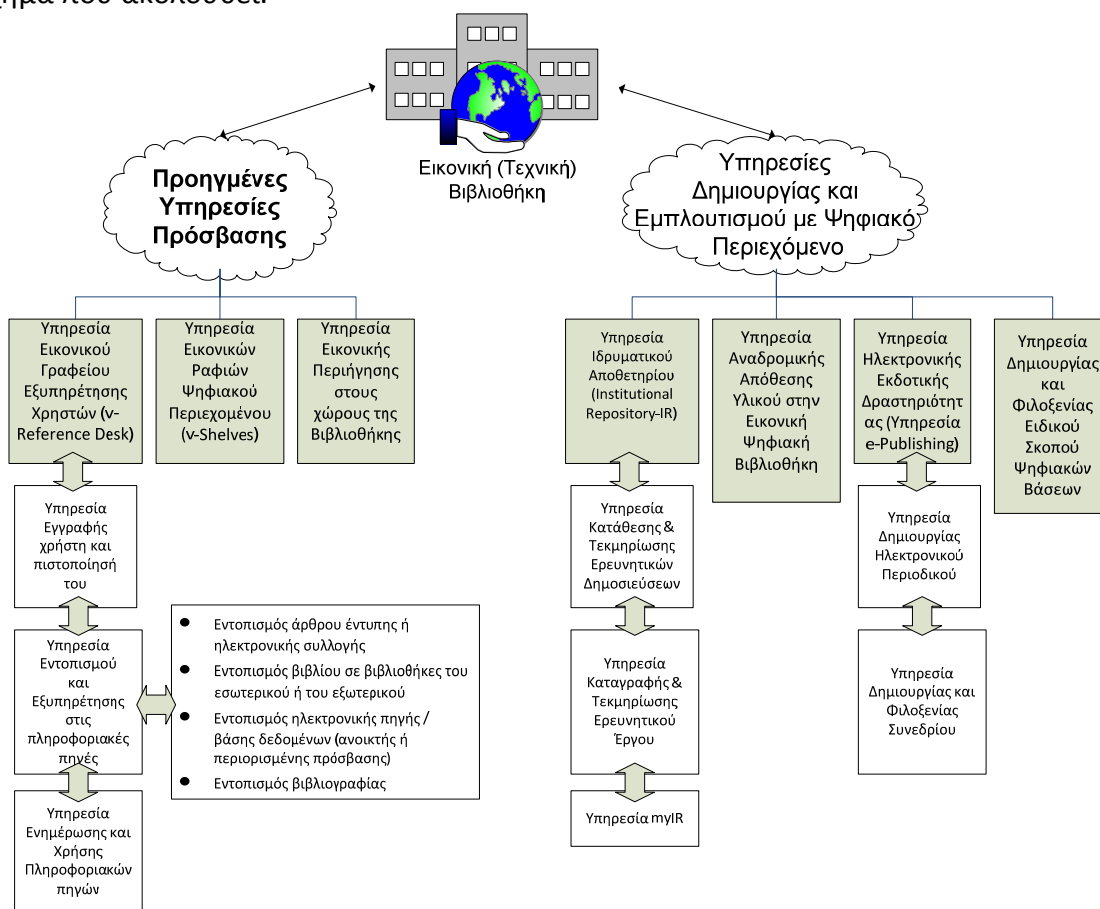 χήμα που ακολουθεί.
Εικονική (Τεχνική)
Βιβλιοθήκη
Προηγμένες
Υπηρεσίες
Πρόσβασης
Υπηρεσίες
Δημιουργίας και
Εμπλουτισμού με Ψηφιακό
Περιεχόμενο
Υπηρεσία
Εικονικού
Γραφείου
Εξυπηρέτησης
Χρηστών (v-
Reference Desk)
Υπηρεσία
Εικονικών
Ραφιών
Ψηφιακού
Περιεχομένου
(v-Shelves)
Υπηρεσία
Εικονικής
Περιήγησης
στους
χώρους της
Βιβλιοθήκης
Υπηρεσία
Ιδρυματικού
Αποθετηρίου
(Institutional
Repository-IR)
Υπηρεσία
Αναδρομικής
Απόθεσης
Υλικού στην
Εικονική
Ψηφιακή
Βιβλιοθήκη
Υπηρεσία
Ηλεκτρονικής
Εκδοτικής
Δραστηριότητ
ας (Υπηρεσία
e-Publishing)
Υπηρεσία
Δημιουργίας
και
Φιλοξενίας
Ειδικού
Σκοπού
Ψηφιακών
Βάσεων
Υπηρεσία
Εγγραφής
χρήστη και
πιστοποίησή
του
Υπηρεσία
Εντοπισμού
και
Εξυπηρέτησης
στις
πληροφοριακές
πηγές
Υπηρεσία
Ενημέρωσης και
Χρήσης
Πληροφοριακών
πηγών
● Εντοπισμός άρθρου έντυπης ή
ηλεκτρονικής συλλογής
● Εντοπισμός βιβλίου σε βιβλιοθήκες του
εσωτερικού ή του εξωτερικού
● Εντοπισμός ηλεκτρονικής πηγής /
βάσης δεδομένων (ανοικτής ή
περιορισμένης πρόσβασης)
● Εντοπισμός βιβλιογραφίας
Υπηρεσία
Κατάθεσης &
Τεκμηρίωσης
Ερευνητικών
Δημοσιεύσεων
Υπηρεσία
Καταγραφής &
Τεκμηρίωσης
Ερευνητικού
Έργου
Υπηρεσία myIR
Υπηρεσία
Δημιουργίας
Ηλεκτρονικού
Περιοδικού
Υπηρεσία
Δημιουργίας και
Φιλοξενίας
Συνεδρίου